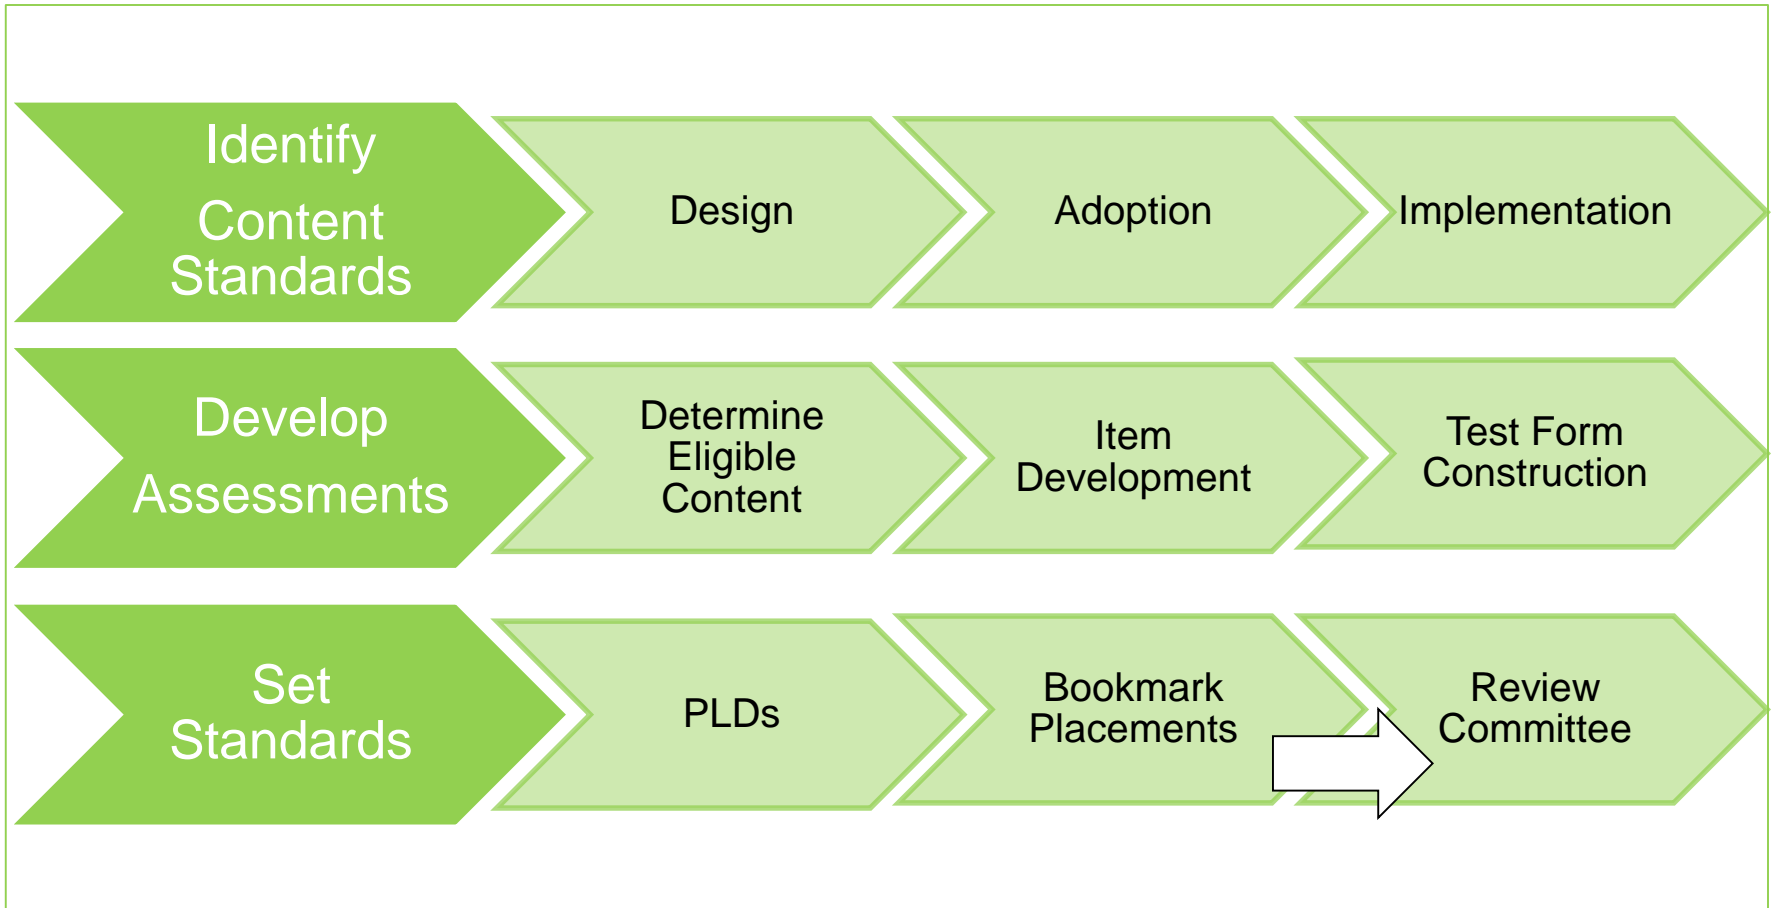 Identify
Content
Standards
Design
Adoption
Implementation
Develop
Assessments
Determine
Eligible
Content
Item
Development
Test Form
Construction
Set
Standards
PLDs
Bookmark
Placements
Review
Committee